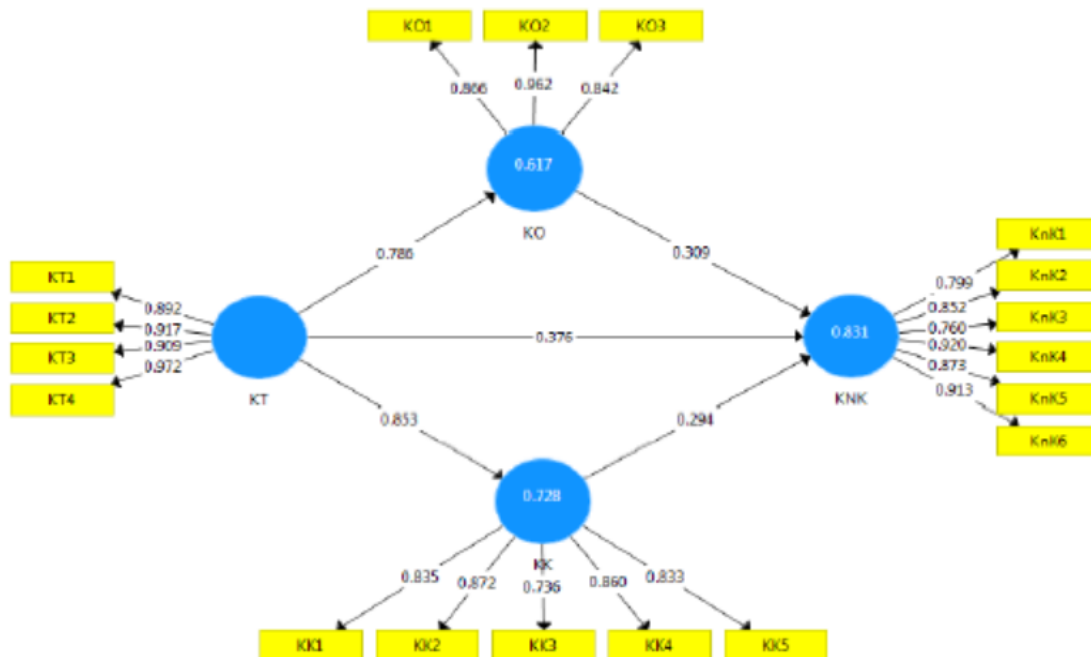 KO1 KO2 KO3
0.866 0.962 0.842
0.617
KO
0.786 0.309
KT1 KT2 KT3 KT4
0.892
0.917
0.909
0.972
KT
0.376
0.831
KNK
0.799
0.852
0.760
0.920
0.873
0.913
KnK1
KnK2
KnK3
KnK4
KnK5
KnK6
0.853 0.294
0.728
KK
0.835 0.872 0.736 0.860 0.833
KK1 KK2 KK3 KK4 KK5